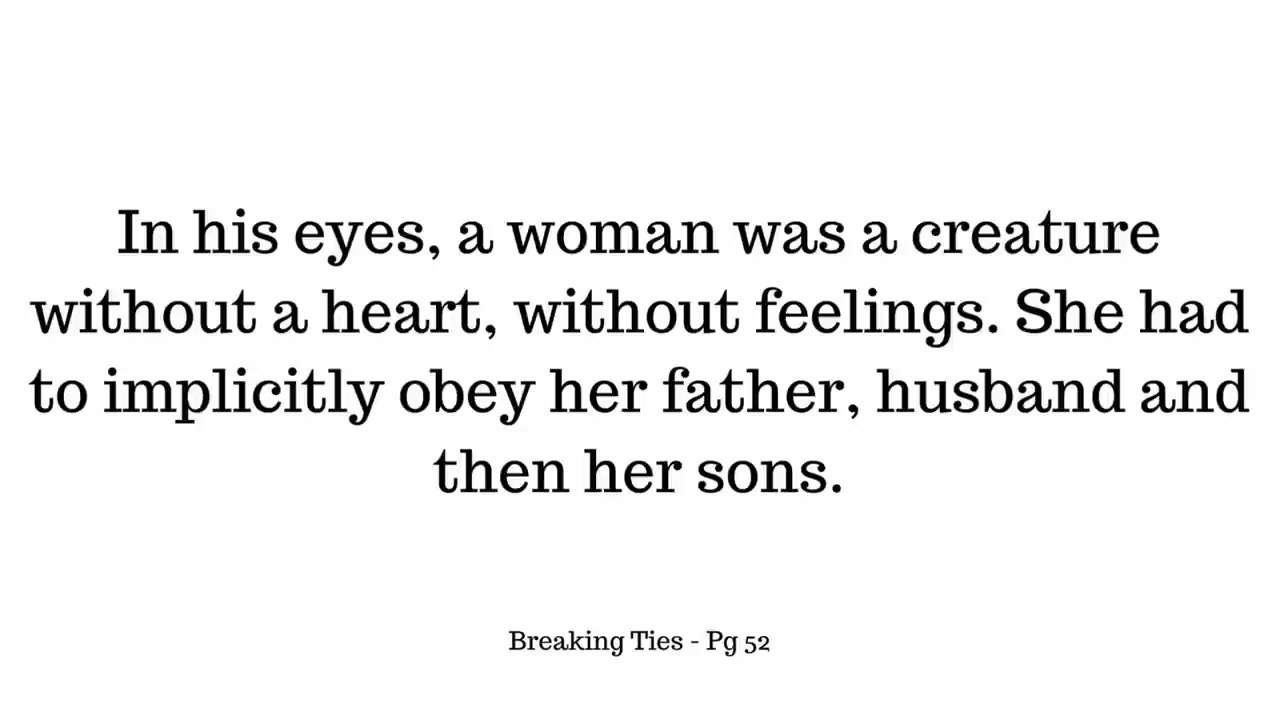 In his eyes, a woman was a creature
without a heart, without feelings. She had
to implicitly obey her father, husband and
then her sons.
Breaking Ties - Pg 52